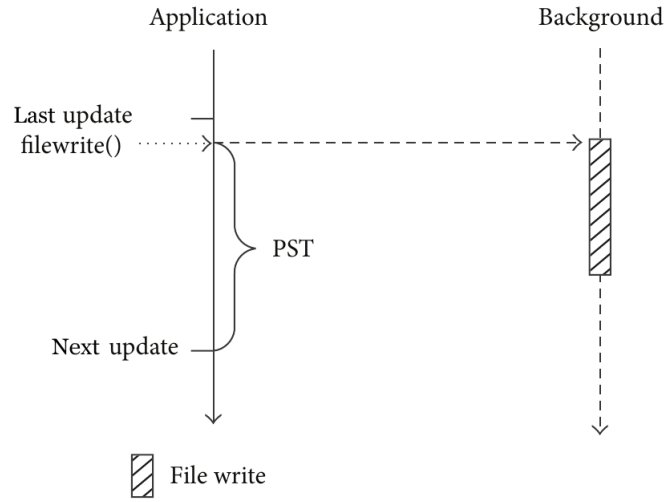 Application
Background
Last update
filewrite()
PST
Next update
File write